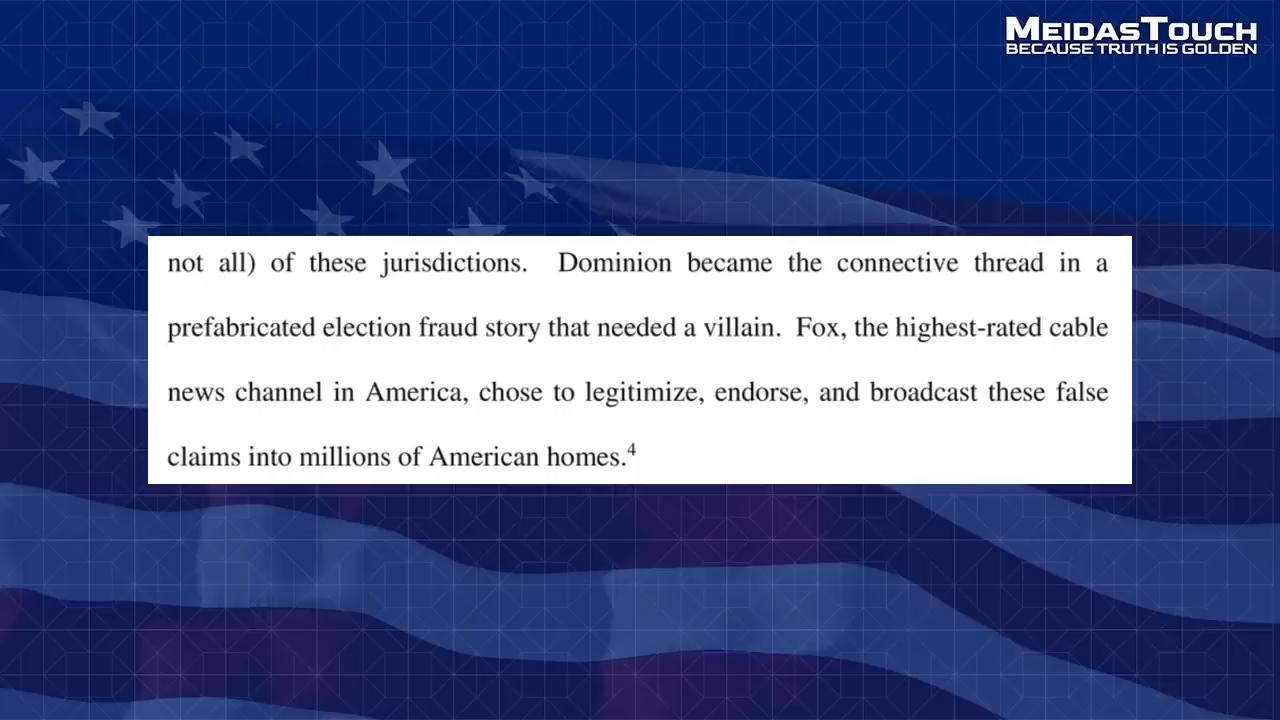 MEIDASTOUCH
BECAUSE TRUTH IS GOLDEN
not all) of these jurisdictions. Dominion became the connective thread in a
prefabricated election fraud story that needed a villain. Fox, the highest-rated cable
news channel in America, chose to legitimize, endorse, and broadcast these false
claims into millions of American homes.⁴